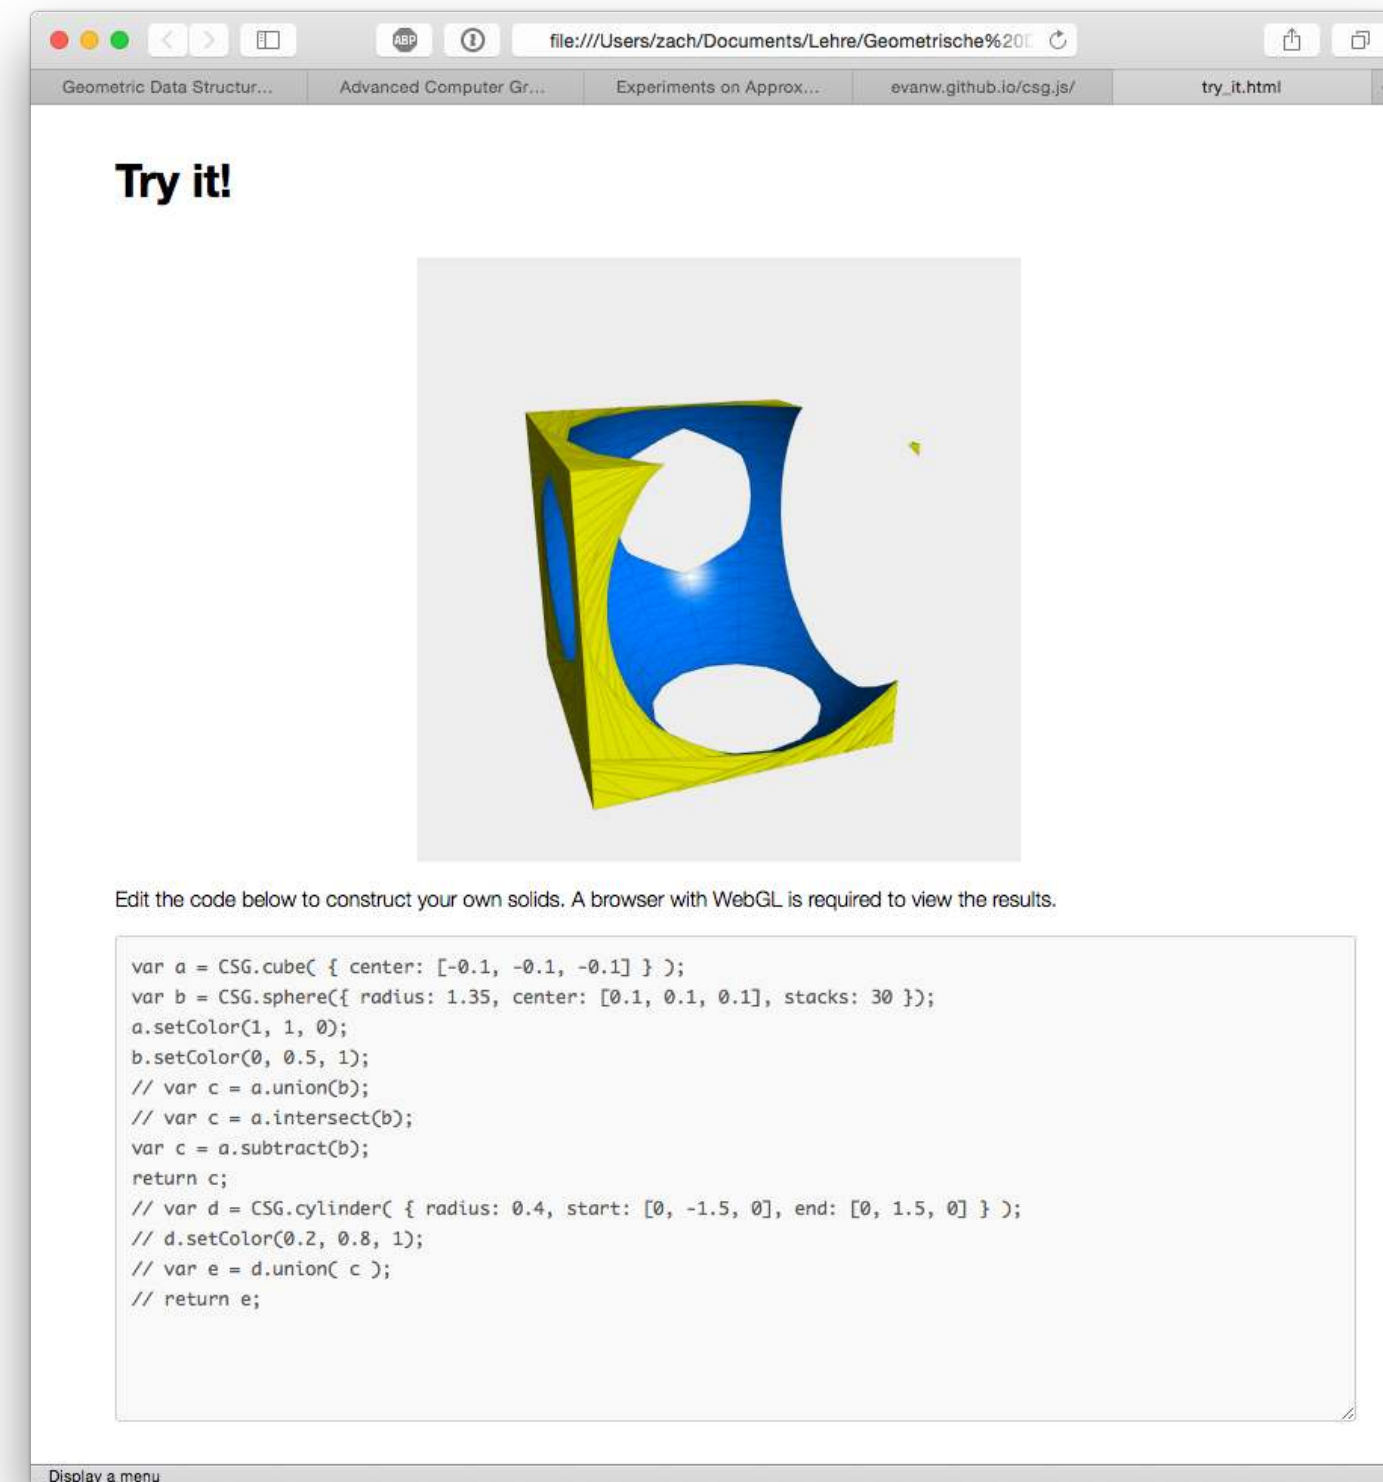 ABP
file:///Users/zach/Documents/Lehre/Geometrische%20
Geometric Data Structur...
Advanced Computer Gr...
Experiments on Approx...
evanw.github.io/csg.js/
try_it.html
Try it!
Edit the code below to construct your own solids. A browser with WebGL is required to view the results.
var a = CSG.cube( { center: [-0.1, -0.1, -0.1] } );
var b = CSG.sphere({ radius: 1.35, center: [0.1, 0.1, 0.1], stacks: 30 });
a.setColor(1, 1, 0);
b.setColor(0, 0.5, 1);
// var c = a.union(b);
// var c = a.intersect(b);
var c = a.subtract(b);
return c;
// var d = CSG.cylinder( { radius: 0.4, start: [0, -1.5, 0], end: [0, 1.5, 0] } );
// d.setColor(0.2, 0.8, 1);
// var e = d.union( c );
// return e;
Display a menu